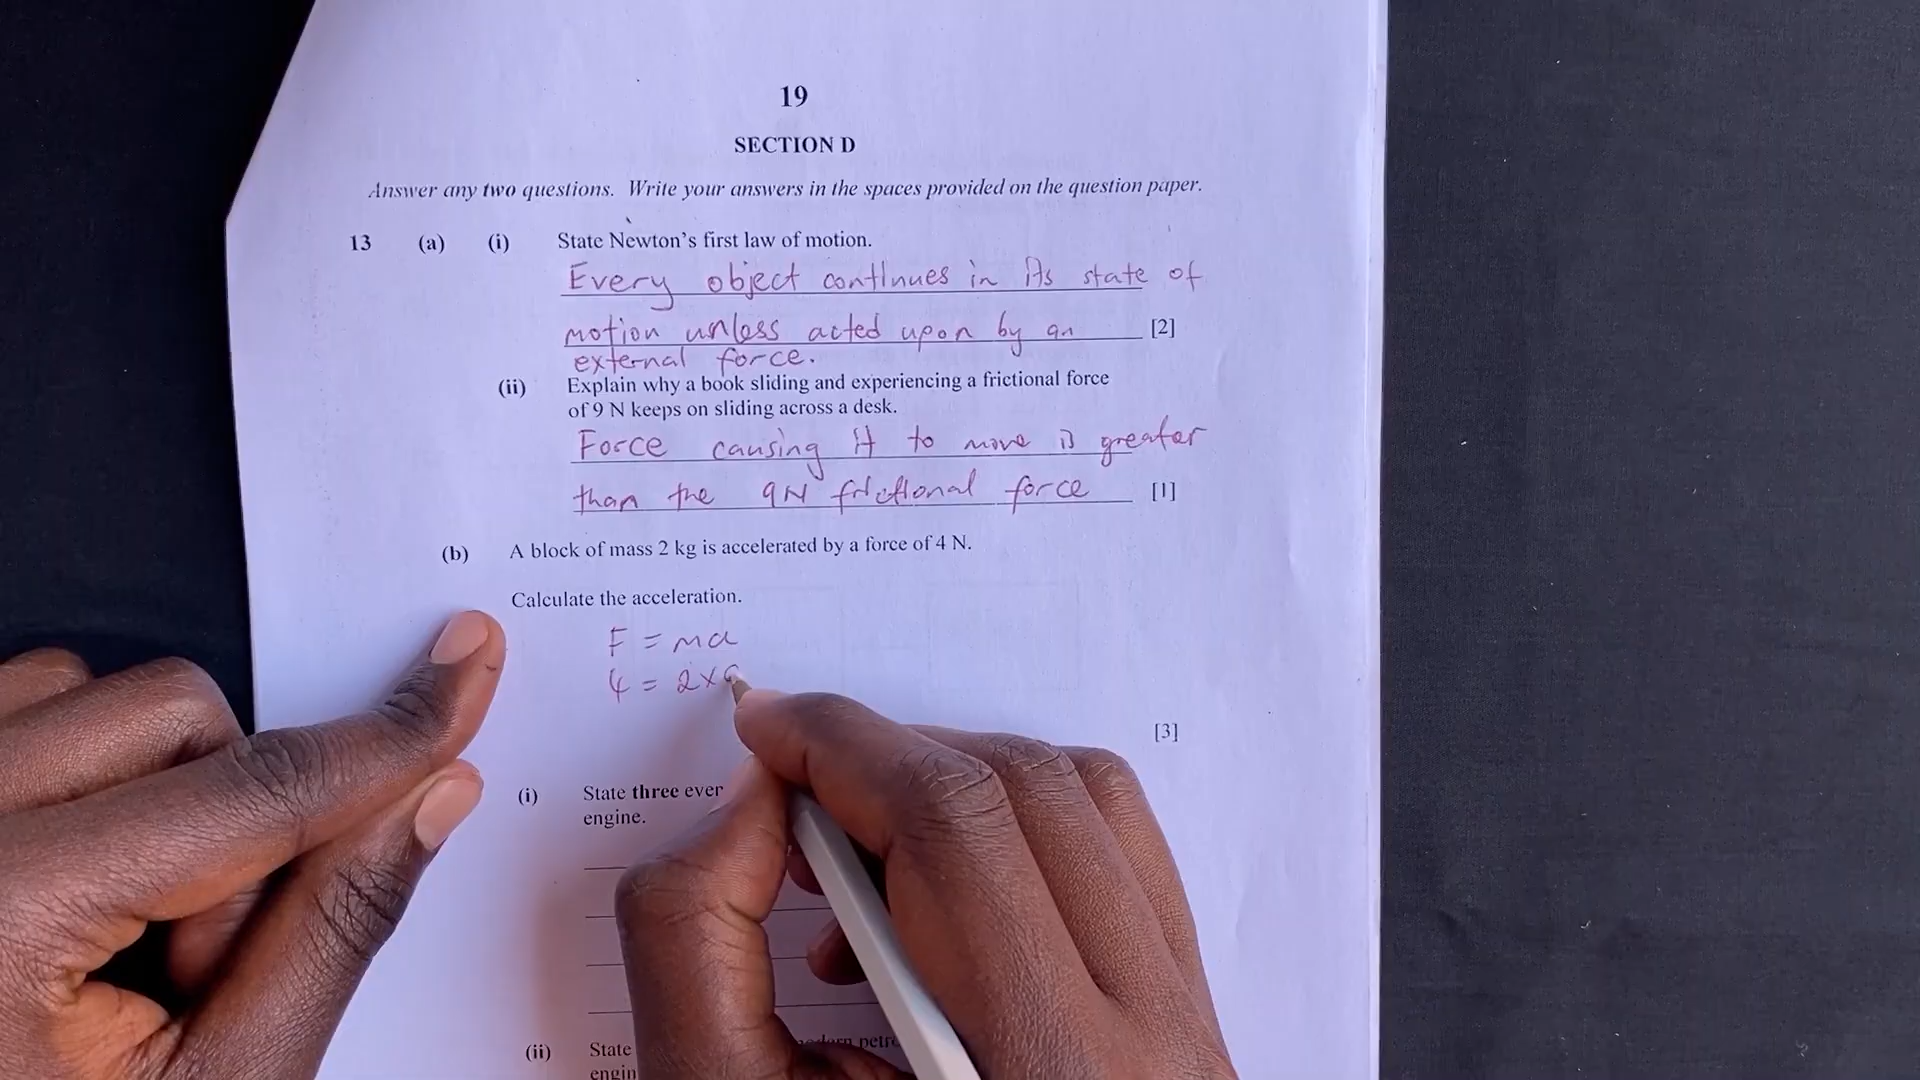 19
SECTION D
Answer any two questions. Write your answers in the spaces provided on the question paper.
13 (a) (i) State Newton's first law of motion.
Every object continues in its state of
motion unless acted upon by an [2]
external force.
(ii) Explain why a book sliding and experiencing a frictional force
of 9 N keeps on sliding across a desk.
Force causing it to move is greater
than the 9N frictional force [1]
(b) A block of mass 2 kg is accelerated by a force of 4 N.
Calculate the acceleration.
F = ma
4 = 2×
[3]
(i) State three
engine.
(ii) State